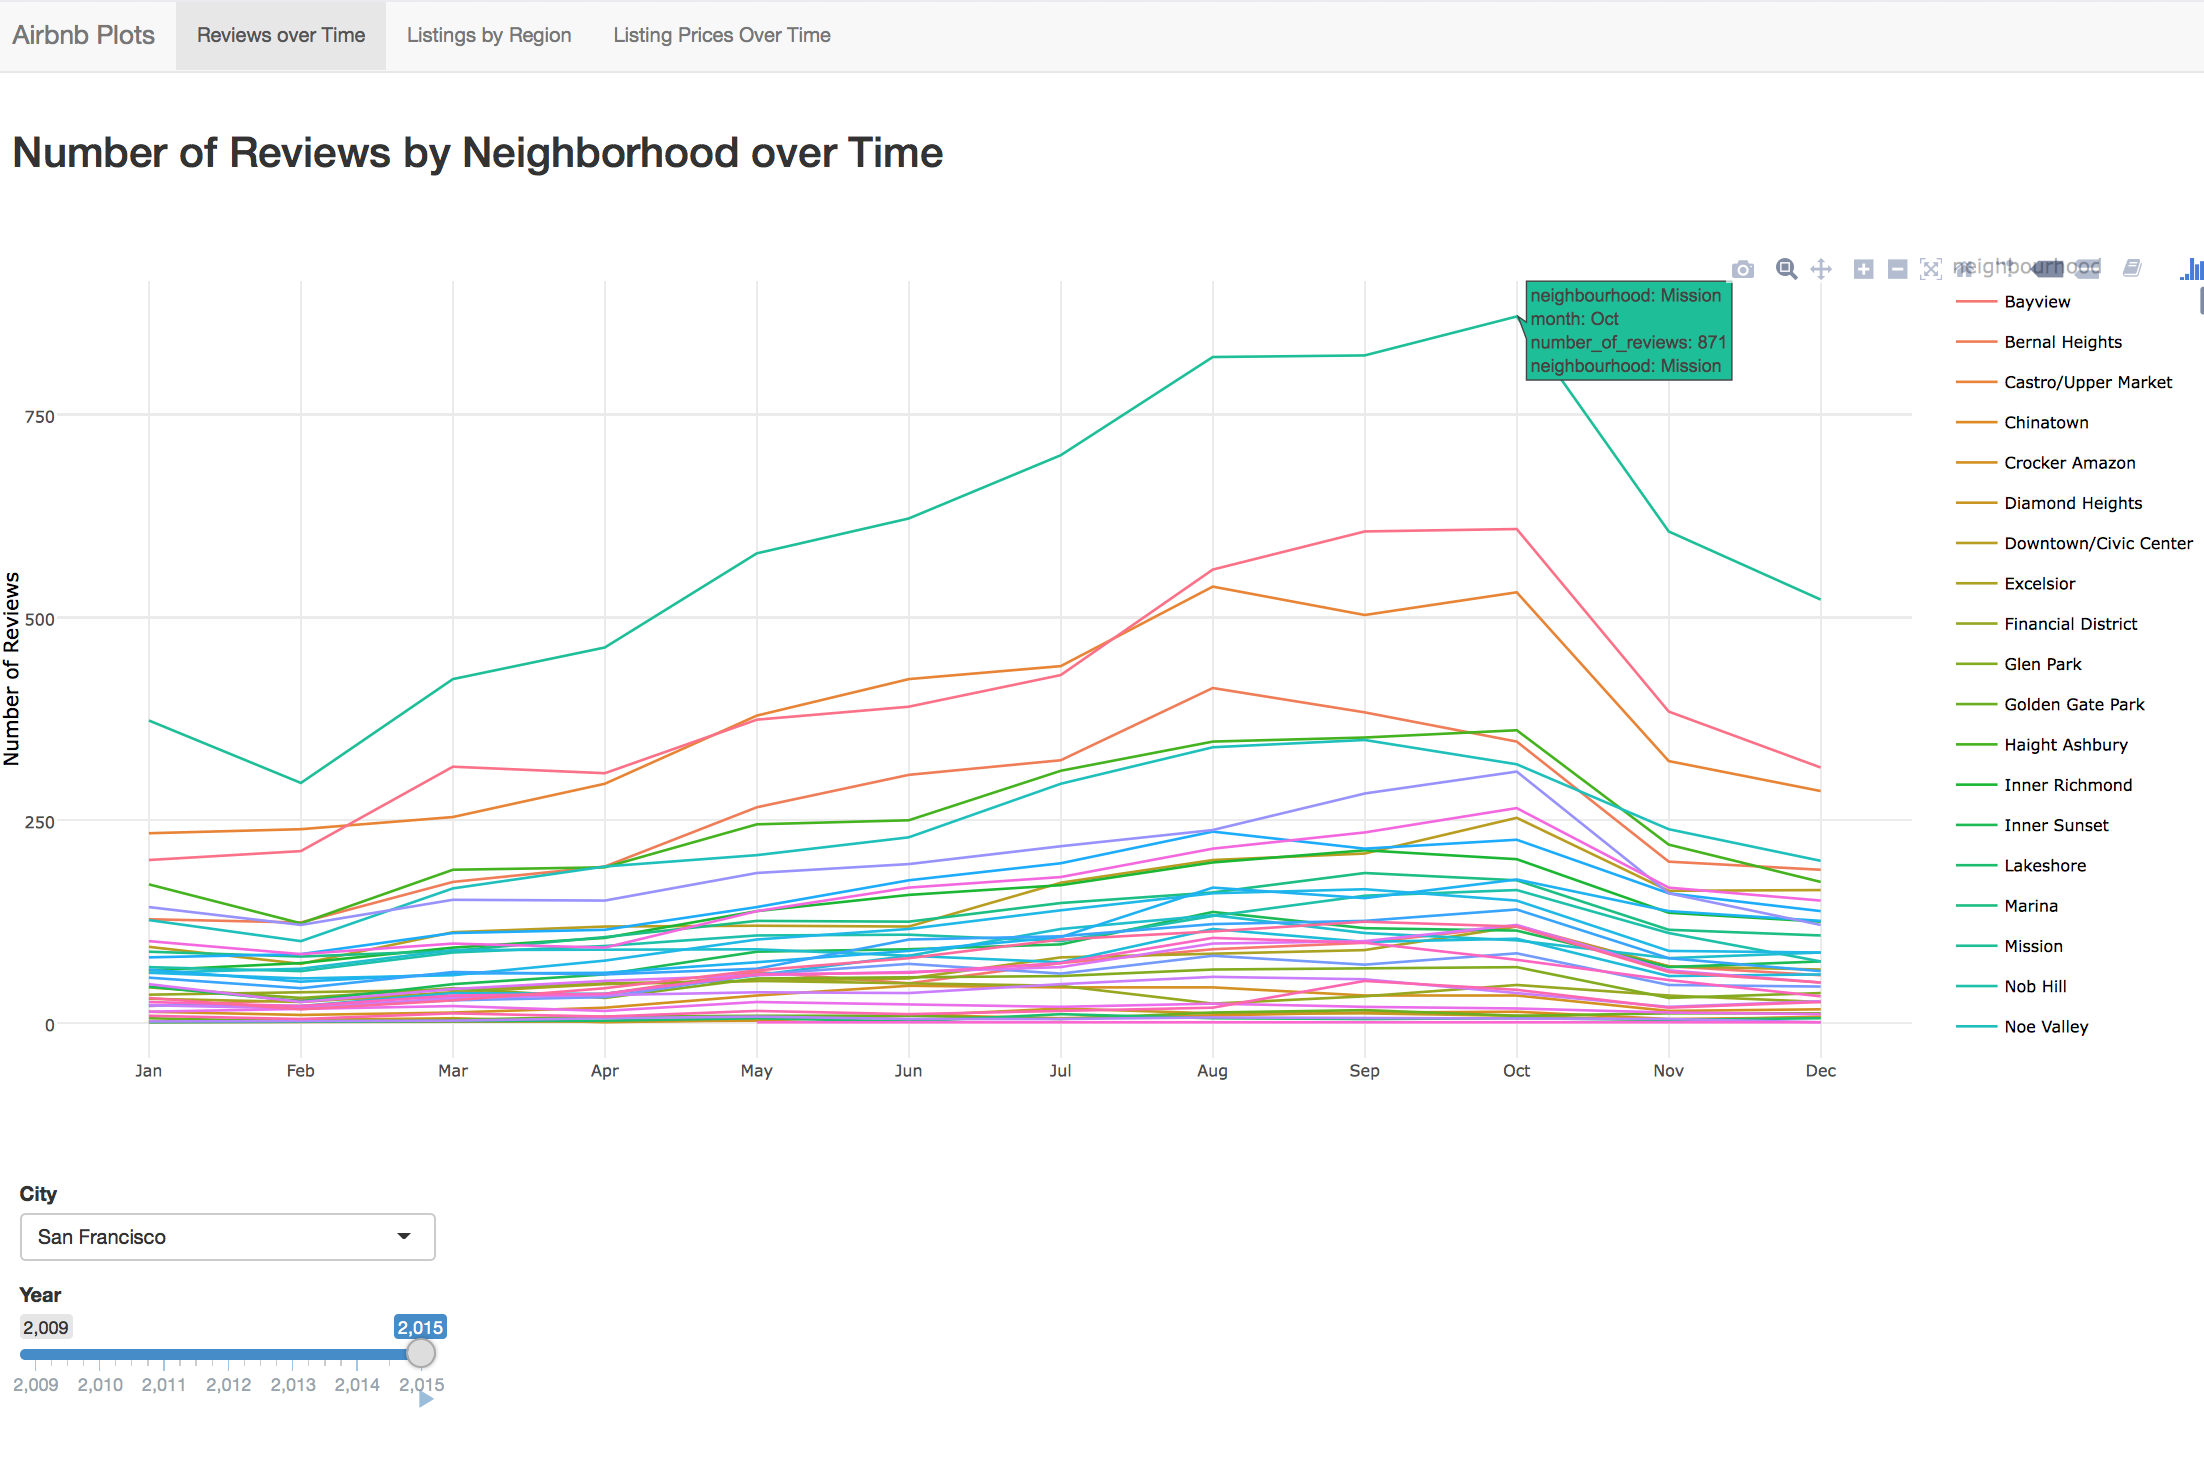 Airbnb Plots
Reviews over Time
Listings by Region
Listing Prices Over Time
Number of Reviews by Neighborhood over Time
neighbourhood
neighbourhood: Mission
month: Oct
number_of_reviews: 871
neighbourhood: Mission
Bayview
Bernal Heights
Castro/Upper Market
Chinatown
Crocker Amazon
Diamond Heights
Downtown/Civic Center
Excelsior
Financial District
Glen Park
Golden Gate Park
Haight Ashbury
Inner Richmond
Inner Sunset
Lakeshore
Marina
Mission
Nob Hill
Noe Valley
Number of Reviews
750
500
250
0
Jan Feb Mar Apr May Jun Jul Aug Sep Oct Nov Dec
City
San Francisco
Year
2,009 2,015
2,009 2,010 2,011 2,012 2,013 2,014 2,015